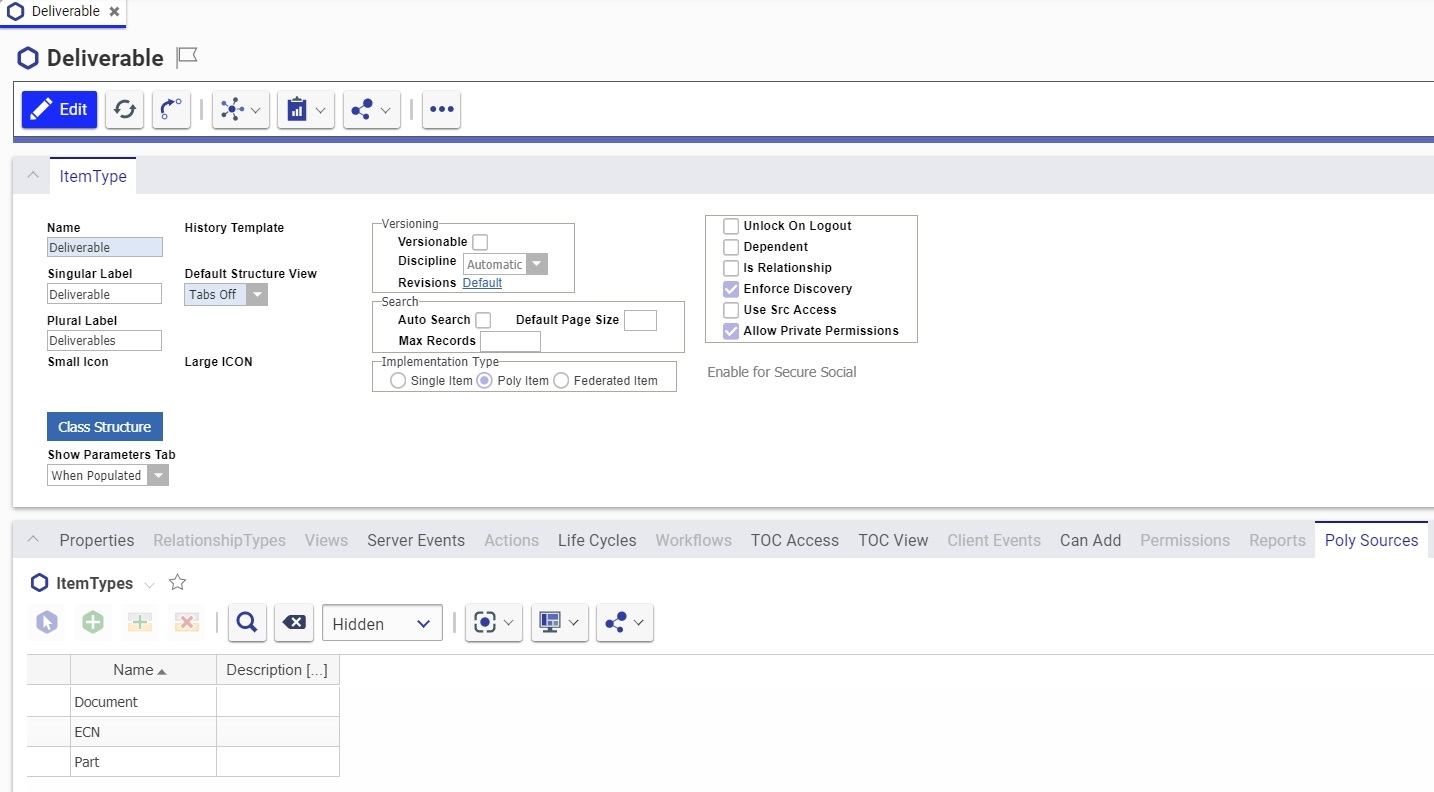 Deliverable
Deliverable
Edit
ItemType
Name
Deliverable
Singular Label
Deliverable
Plural Label
Deliverables
Small Icon
History Template
Default Structure View
Tabs Off
Large ICON
Class Structure
Show Parameters Tab
When Populated
Versioning
Versionable
Discipline Automatic
Revisions Default
Search
Auto Search Default Page Size
Max Records
Implementation Type
Single Item Poly Item Federated Item
Unlock On Logout
Dependent
Is Relationship
Enforce Discovery
Use Src Access
Allow Private Permissions
Enable for Secure Social
Properties RelationshipTypes Views Server Events Actions Life Cycles Workflows TOC Access TOC View Client Events Can Add Permissions Reports Poly Sources
ItemTypes
Hidden
Name Description [...]
Document
ECN
Part